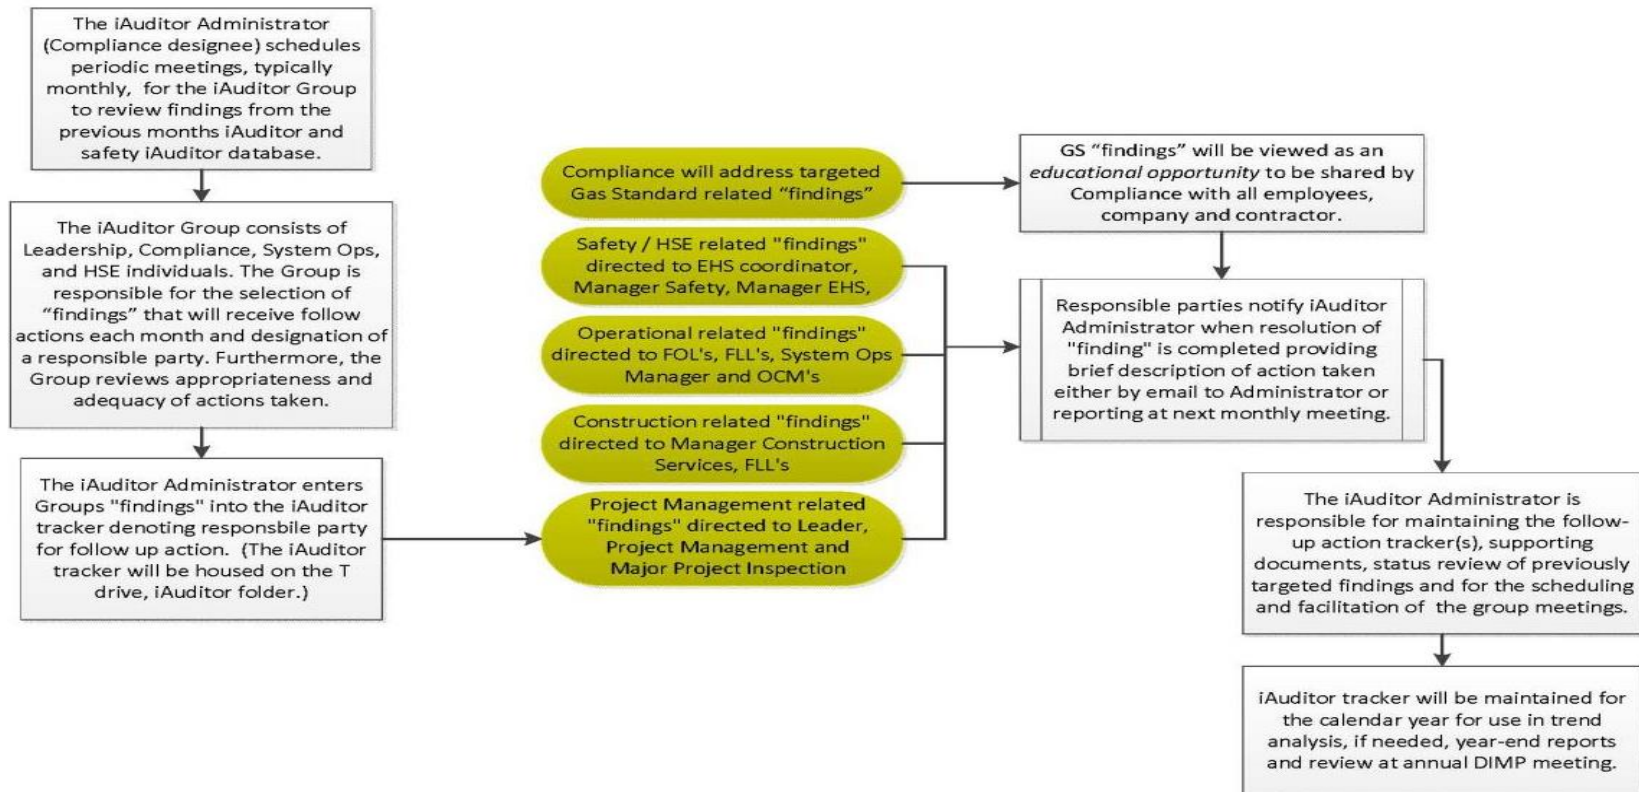 The iAuditor Administrator
(Compliance designee) schedules
periodic meetings, typically
monthly,  for the iAuditor Group
to review findings from the
previous months iAuditor and
safety iAuditor database.
The iAuditor Group consists of
Leadership, Compliance, System Ops,
and HSE individuals. The Group is
responsible for the selection of
“findings” that will receive follow
actions each month and designation of
a responsible party. Furthermore, the
Group reviews appropriateness and
adequacy of actions taken.
The iAuditor Administrator enters
Groups "findings" into the iAuditor
tracker denoting responsbile party
for follow up action.  (The iAuditor
tracker will be housed on the T
drive, iAuditor folder.)
Compliance will address targeted
Gas Standard related “findings”
Safety / HSE related "findings"
directed to EHS coordinator,
Manager Safety, Manager EHS,
Operational related "findings"
directed to FOL's, FLL's, System Ops
Manager and OCM's
Construction related "findings"
directed to Manager Construction
Services, FLL's
Project Management related
"findings" directed to Leader,
Project Management and
Major Project Inspection
GS “findings” will be viewed as an
educational opportunity to be shared by
Compliance with all employees,
company and contractor.
Responsible parties notify iAuditor
Administrator when resolution of
"finding" is completed providing
brief description of action taken
either by email to Administrator or
reporting at next monthly meeting.
The iAuditor Administrator is
responsible for maintaining the follow-
up action tracker(s), supporting
documents, status review of previously
targeted findings and for the scheduling
and facilitation of  the group meetings.
iAuditor tracker will be maintained for
the calendar year for use in trend
analysis, if needed, year-end reports
and review at annual DIMP meeting.